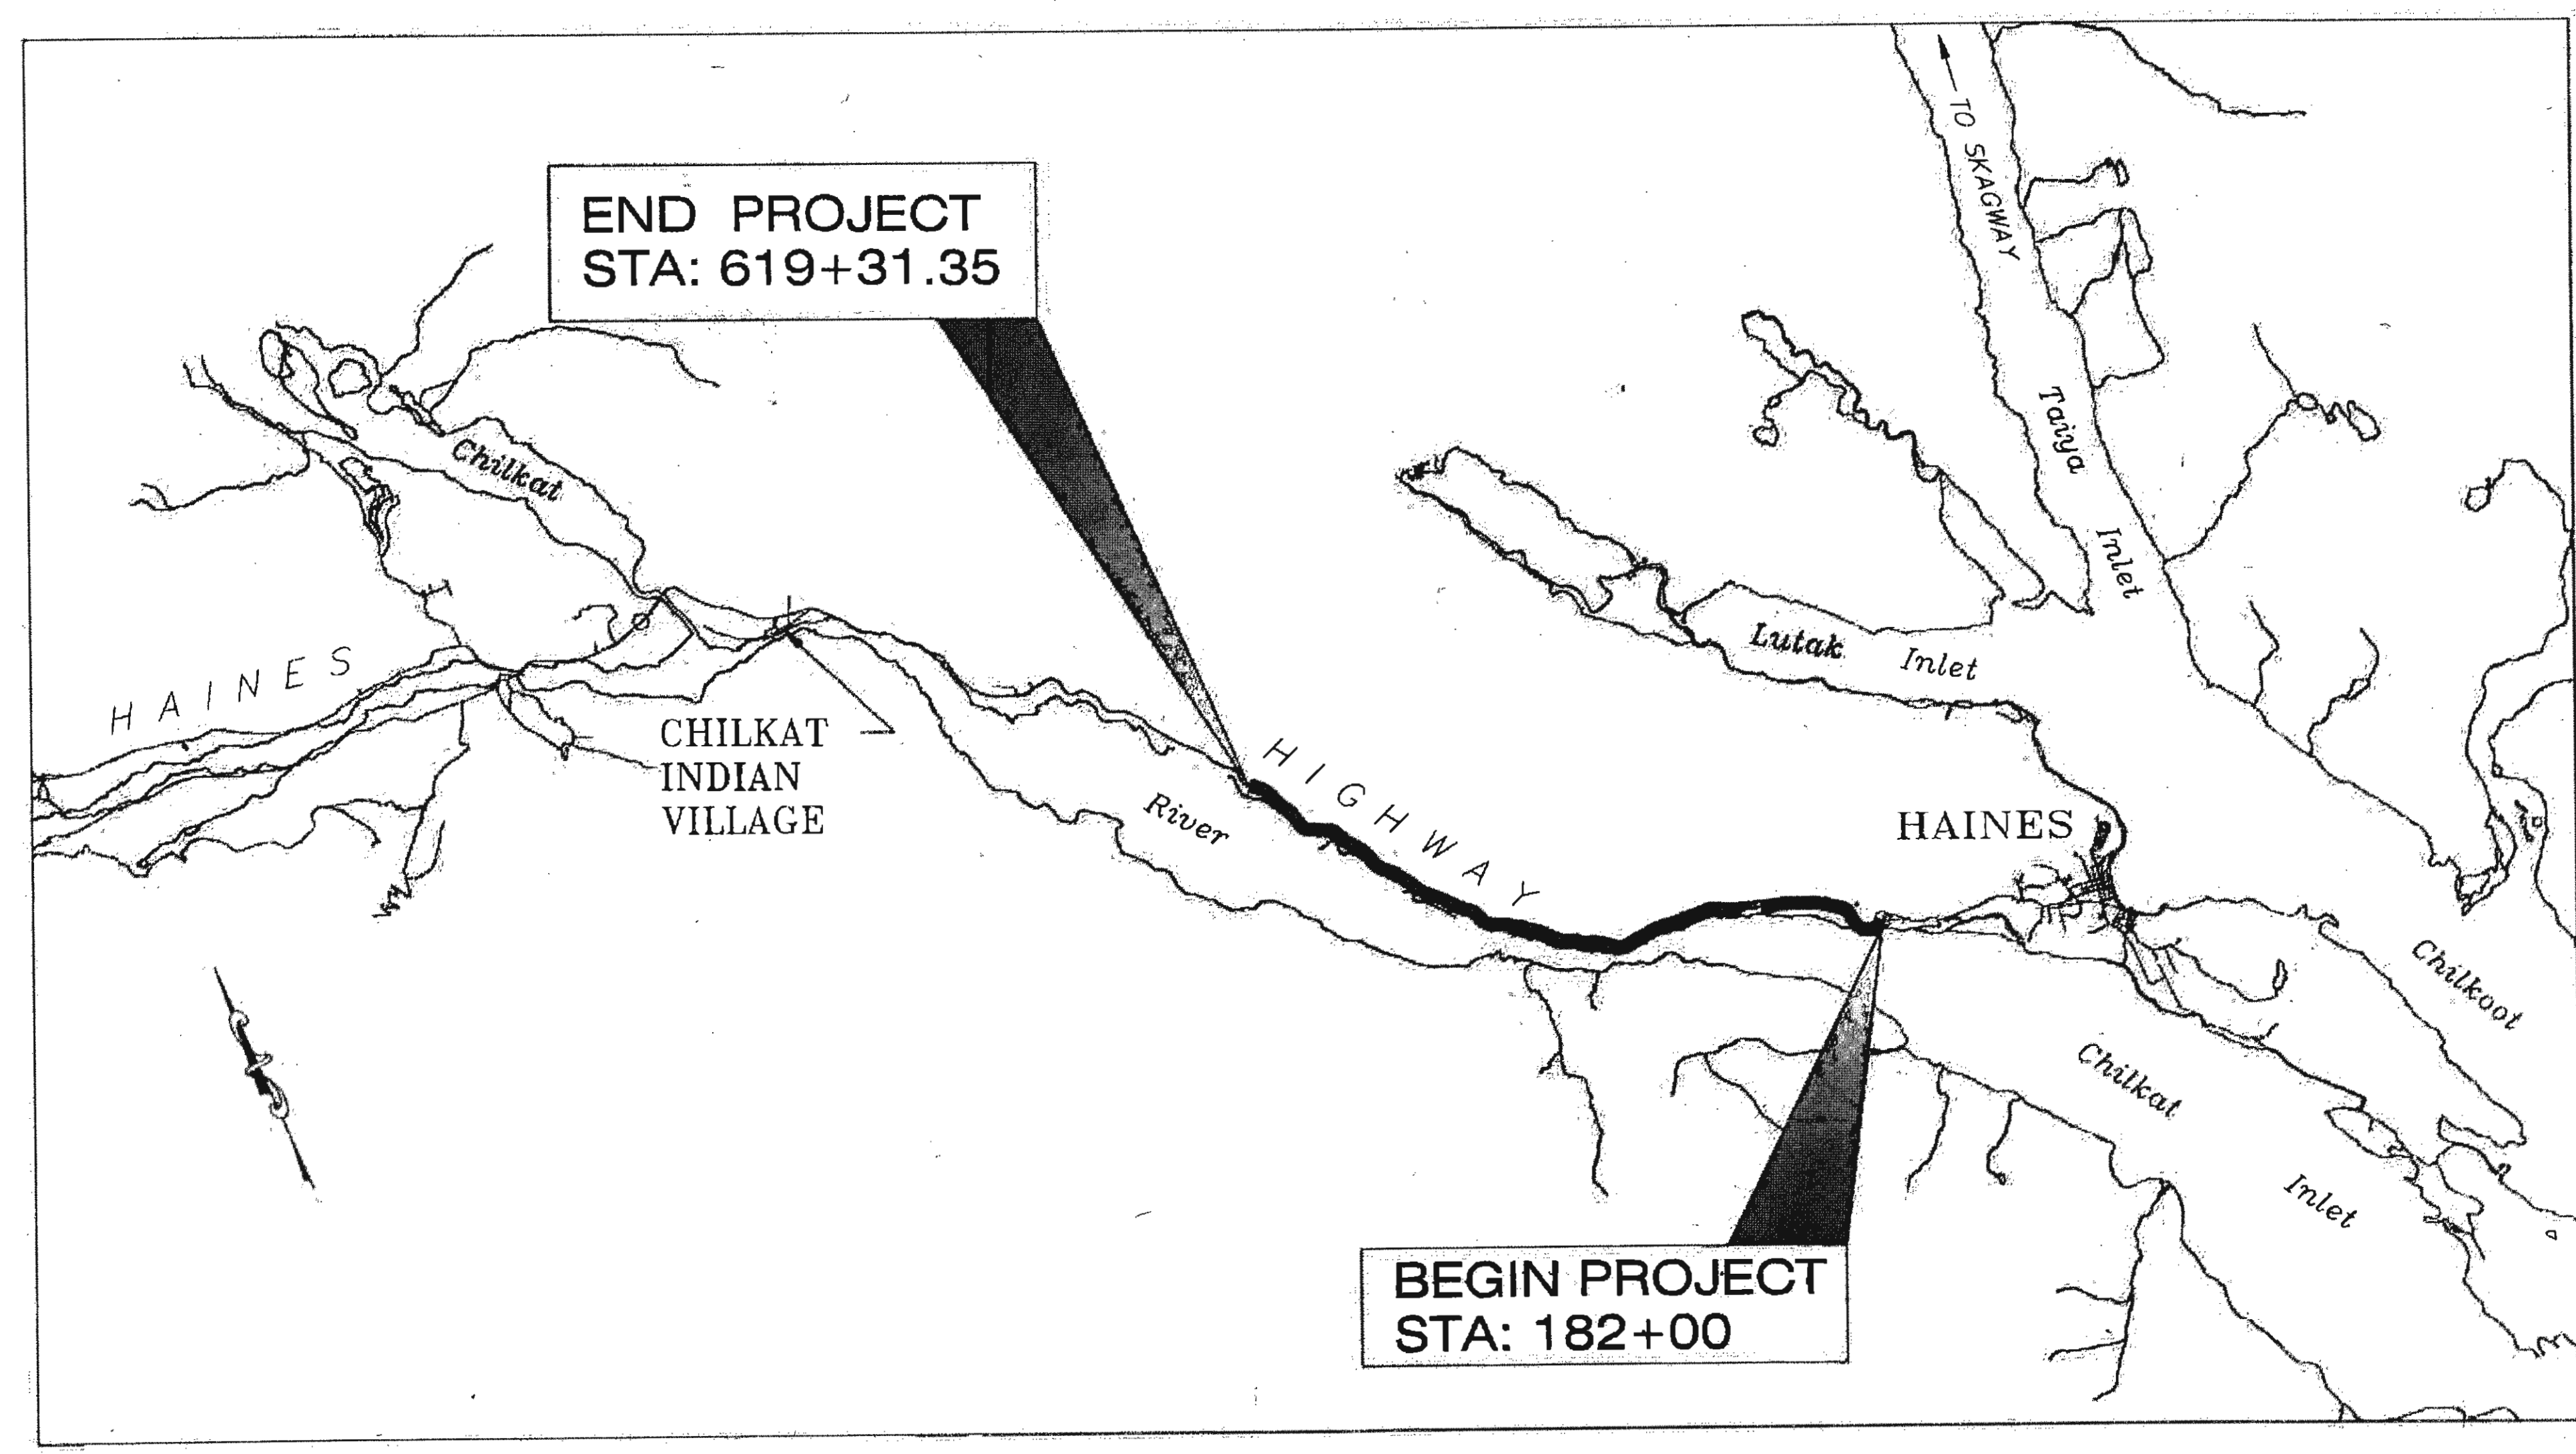 TO SKAGWAY
END PROJECT
STA: 619+31.35
Taiya
Inlet
Chilkat
Lutak Inlet
HAINES
CHILKAT
INDIAN
VILLAGE
HIGHWAY
River
HAINES
Chilkoot
Chilkat
Inlet
BEGIN PROJECT
STA: 182+00